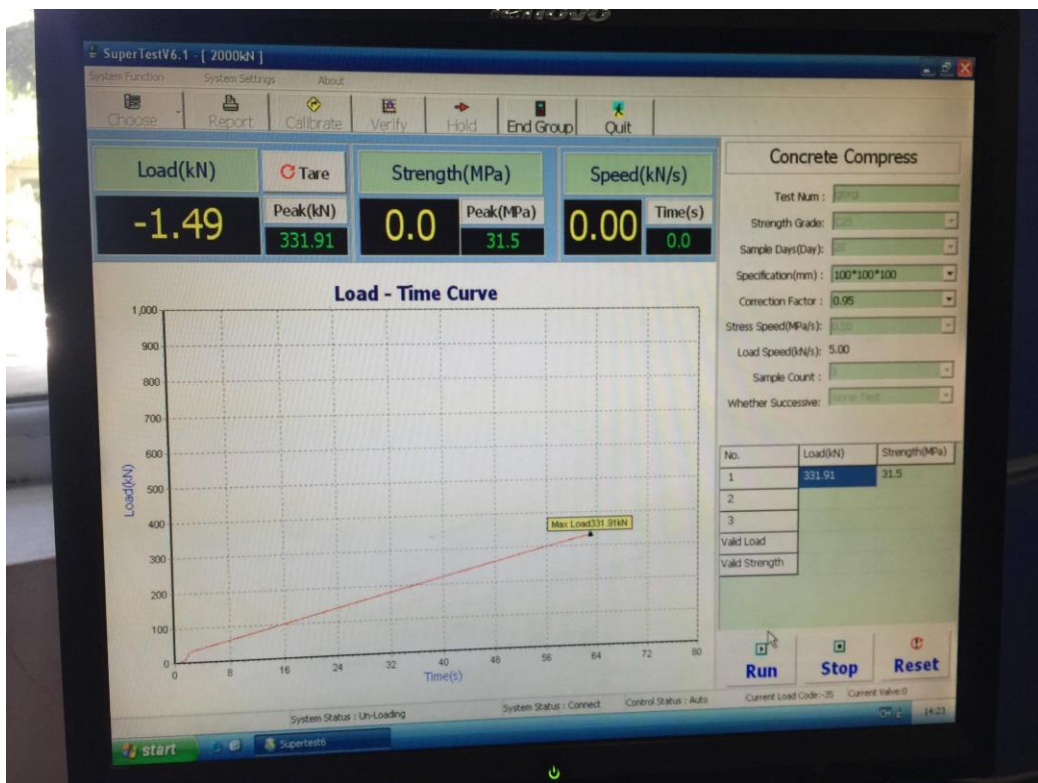 lenovo
SuperTestV6.1 - [ 2000kN ]
System Function System Settings About
Choose Report Calibrate Verify Hold End Group Quit
Load(kN) Tare Strength(MPa) Speed(kN/s)
-1.49 Peak(kN) 331.91 0.0 Peak(MPa) 31.5 0.00 Time(s) 0.0
Concrete Compress
Test Num :
Strength Grade: C25
Sample Days(Day):
Specification(mm) : 100*100*100
Correction Factor : 0.95
Stress Speed(MPa/s): 0.50
Load Speed(kN/s): 5.00
Sample Count :
Whether Successive: None Test
Load - Time Curve
1,000
900
800
700
600
500
400
300
200
100
0
Load(kN)
Max Load331.91kN
0 8 16 24 32 40 48 56 64 72 80
Time(s)
No. Load(kN) Strength(MPa)
1 331.91 31.5
2
3
Valid Load
Valid Strength
Run Stop Reset
System Status : Un-Loading System Status : Connect Control Status : Auto Current Load Code:-35 Current Valve:0
start Supertest6 CH 14:23